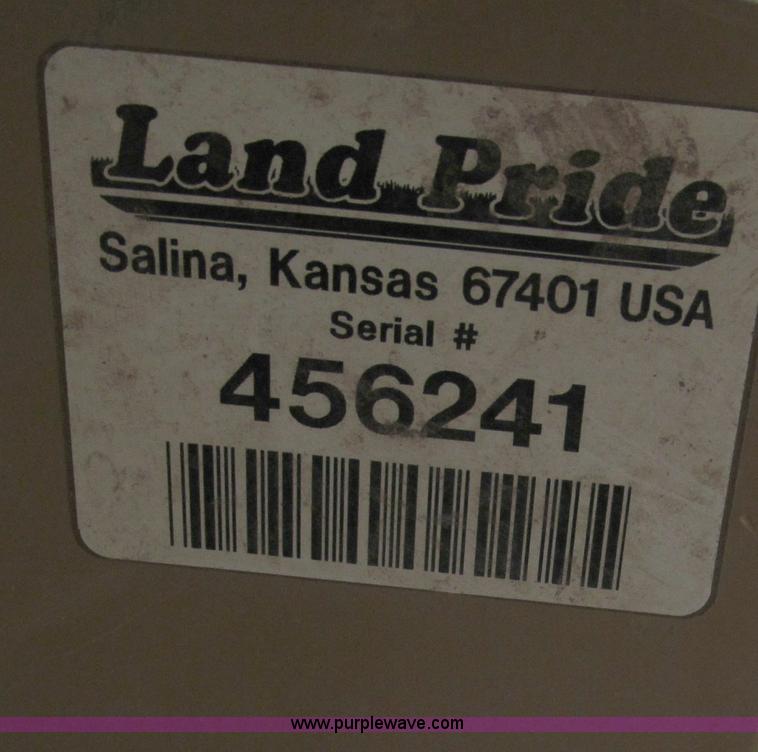 Land Pride
Salina, Kansas 67401 USA
Serial #
456241
www.purplewave.com